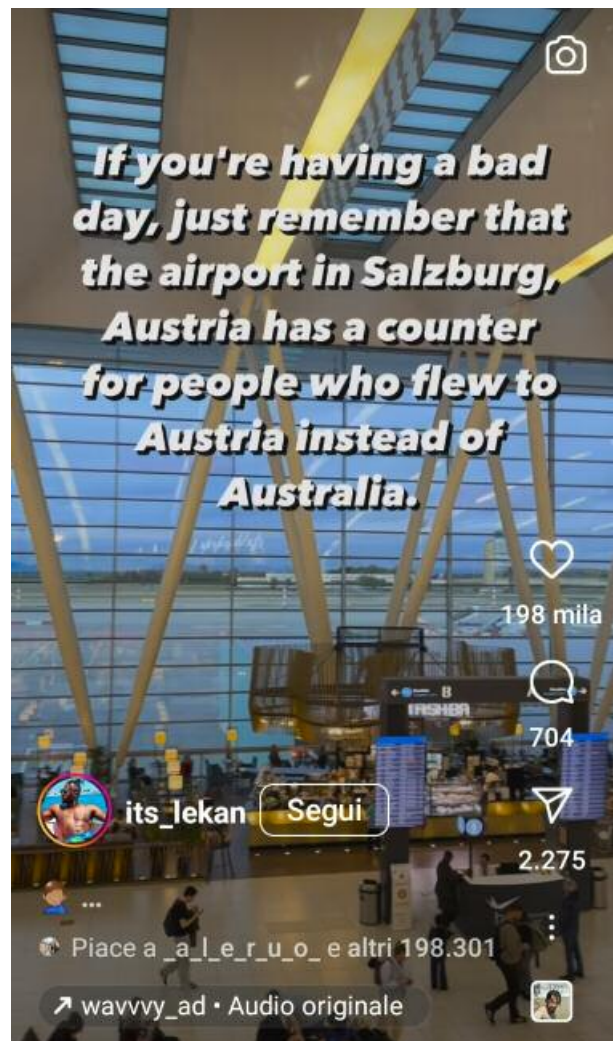 If you're having a bad
day, just remember that
the airport in Salzburg,
Austria has a counter
for people who flew to
Austria instead of
Australia.
198 mila
B
704
its_lekan
Segui
2.275
...
Piace a _a_l_e_r_u_o_ e altri 198.301
wavvvy_ad • Audio originale